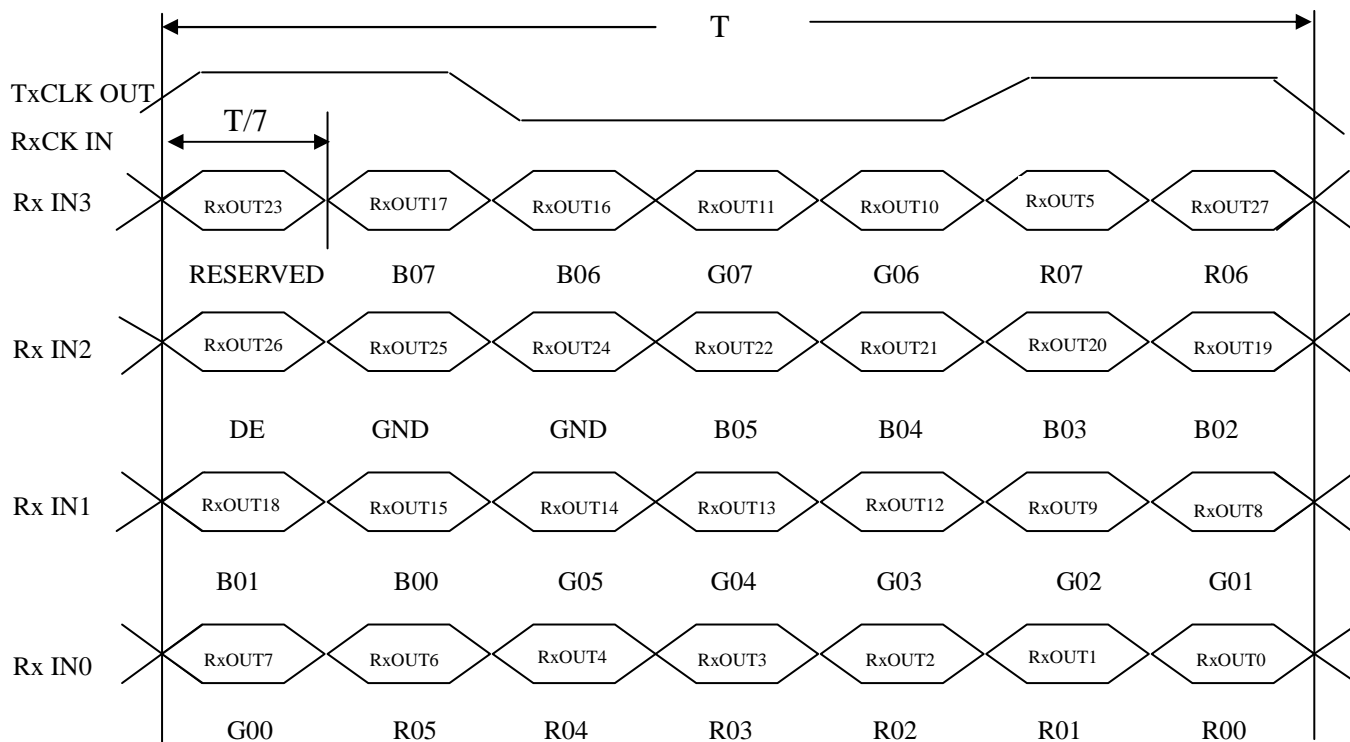 T
TxCLK OUT
T/7
RxCK IN
Rx IN3 RxOUT23 RxOUT17 RxOUT16 RxOUT11 RxOUT10 RxOUT5 RxOUT27
RESERVED B07 B06 G07 G06 R07 R06
Rx IN2 RxOUT26 RxOUT25 RxOUT24 RxOUT22 RxOUT21 RxOUT20 RxOUT19
DE GND GND B05 B04 B03 B02
Rx IN1 RxOUT18 RxOUT15 RxOUT14 RxOUT13 RxOUT12 RxOUT9 RxOUT8
B01 B00 G05 G04 G03 G02 G01
Rx IN0 RxOUT7 RxOUT6 RxOUT4 RxOUT3 RxOUT2 RxOUT1 RxOUT0
G00 R05 R04 R03 R02 R01 R00